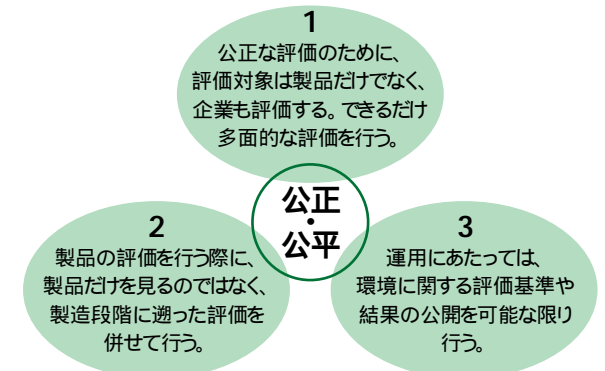 1
公正な評価のために、
評価対象は製品だけでなく、
企業も評価する。できるだけ
多面的な評価を行う。
公正
・
公平
2
製品の評価を行う際に、
製品だけを見るのではなく、
製造段階に遡った評価を
併せて行う。
3
運用にあたっては、
環境に関する評価基準や
結果の公開を可能な限り
行う。